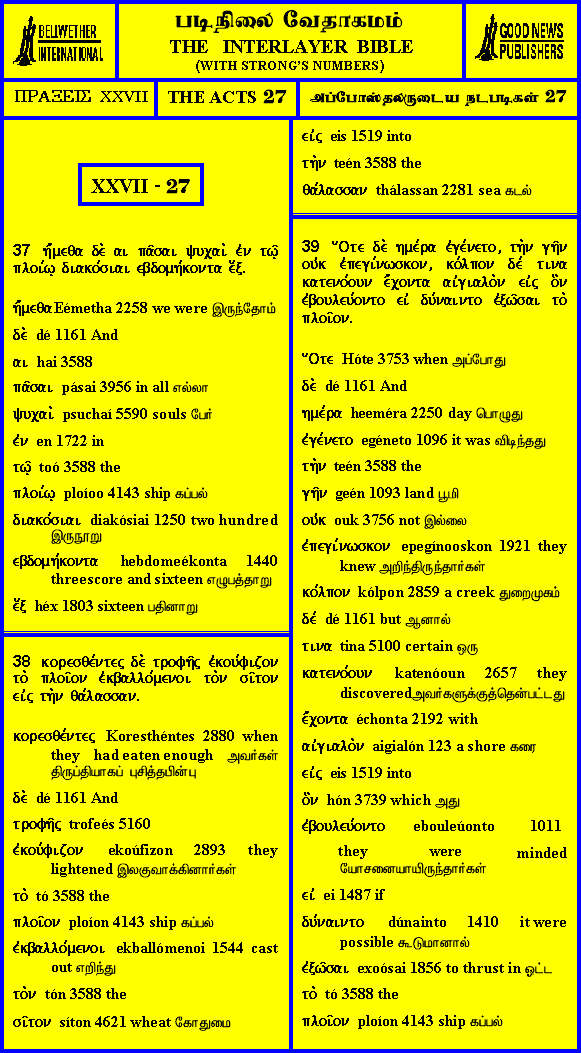 BELLWETHER
INTERNATIONAL
படிநிலை வேதாகமம்
THE INTERLAYER BIBLE
(WITH STRONG'S NUMBERS)
GOOD NEWS
PUBLISHERS
ΠΡΑΞΕΙΣ XXVII
THE ACTS 27
அப்போஸ்தலருடைய நடபடிகள் 27
XXVII - 27
37 ἤμεθα δὲ αι πᾶσαι ψυχαὶ ἐν τῷ
πλοίῳ διακόσιαι εβδομήκοντα ἕξ.
ἤμεθα Eémetha 2258 we were இருந்தோம்
δὲ dé 1161 And
αι hai 3588
πᾶσαι pásai 3956 in all எல்லா
ψυχαὶ psuchaí 5590 souls பேர்
ἐν en 1722 in
τῷ toó 3588 the
πλοίῳ ploíoo 4143 ship கப்பல்
διακόσιαι diakósiai 1250 two hundred
இருநூறு
εβδομήκοντα hebdomeékonta 1440
threescore and sixteen எழுபத்தாறு
ἕξ héx 1803 sixteen பதினாறு
38 κορεσθέντες δὲ τροφῆς ἐκούφιζον
τὸ πλοῖον ἐκβαλλόμενοι τὸν σῖτον
εἰς τὴν θάλασσαν.
κορεσθέντες Koresthéntes 2880 when
they had eaten enough அவர்கள்
திருப்தியாகப் புசித்தபின்பு
δὲ dé 1161 And
τροφῆς trofeés 5160
ἐκούφιζον ekoúfizon 2893 they
lightened இலகுவாக்கினார்கள்
τὸ tó 3588 the
πλοῖον ploíon 4143 ship கப்பல்
ἐκβαλλόμενοι ekballómenoi 1544 cast
out எறிந்து
τὸν tón 3588 the
σῖτον síton 4621 wheat கோதுமை
εἰς eis 1519 into
τὴν teén 3588 the
θάλασσαν thálassan 2281 sea கடல்
39 Ὅτε δὲ ημέρα ἐγένετο, τὴν γῆν
οὐκ ἐπεγίνωσκον, κόλπον δέ τινα
κατενόουν ἔχοντα αἰγιαλὸν εἰς ὃν
ἐβουλεύοντο εἰ δύναιντο ἐξῶσαι τὸ
πλοῖον.
Ὅτε Hóte 3753 when அப்போது
δὲ dé 1161 And
ημέρα heeméra 2250 day பொழுது
ἐγένετο egéneto 1096 it was விடிந்தது
τὴν teén 3588 the
γῆν geén 1093 land பூமி
οὐκ ouk 3756 not இல்லை
ἐπεγίνωσκον epegínooskon 1921 they
knew அறிந்திருந்தார்கள்
κόλπον kólpon 2859 a creek துறைமுகம்
δέ dé 1161 but ஆனால்
τινα tina 5100 certain ஒரு
κατενόουν katenóoun 2657 they
discovered அவர்களுக்குத்தென்பட்டது
ἔχοντα échonta 2192 with
αἰγιαλὸν aigialón 123 a shore கரை
εἰς eis 1519 into
ὃν hón 3739 which அது
ἐβουλεύοντο ebouleúonto 1011
they were minded
யோசனையாயிருந்தார்கள்
εἰ ei 1487 if
δύναιντο dúnainto 1410 it were
possible கூடுமானால்
ἐξῶσαι exoósai 1856 to thrust in ஒட்ட
τὸ tó 3588 the
πλοῖον ploíon 4143 ship கப்பல்